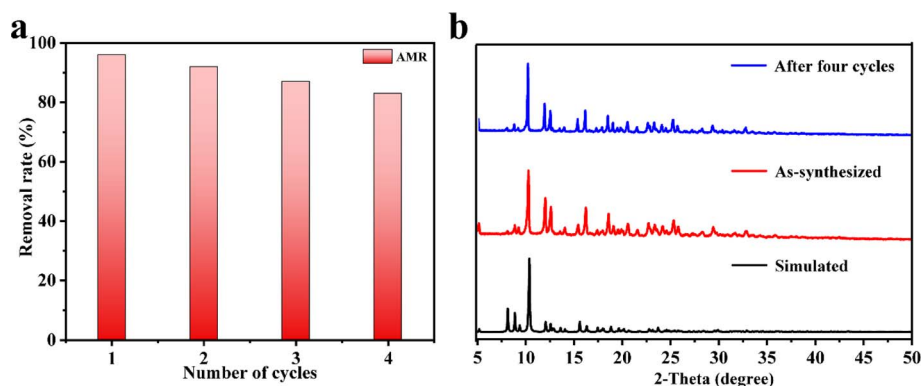 a
100
80
60
40
20
0
Removal rate (%)
AMR
1 2 3 4
Number of cycles
b
After four cycles
As-synthesized
Simulated
5 10 15 20 25 30 35 40 45 50
2-Theta (degree)